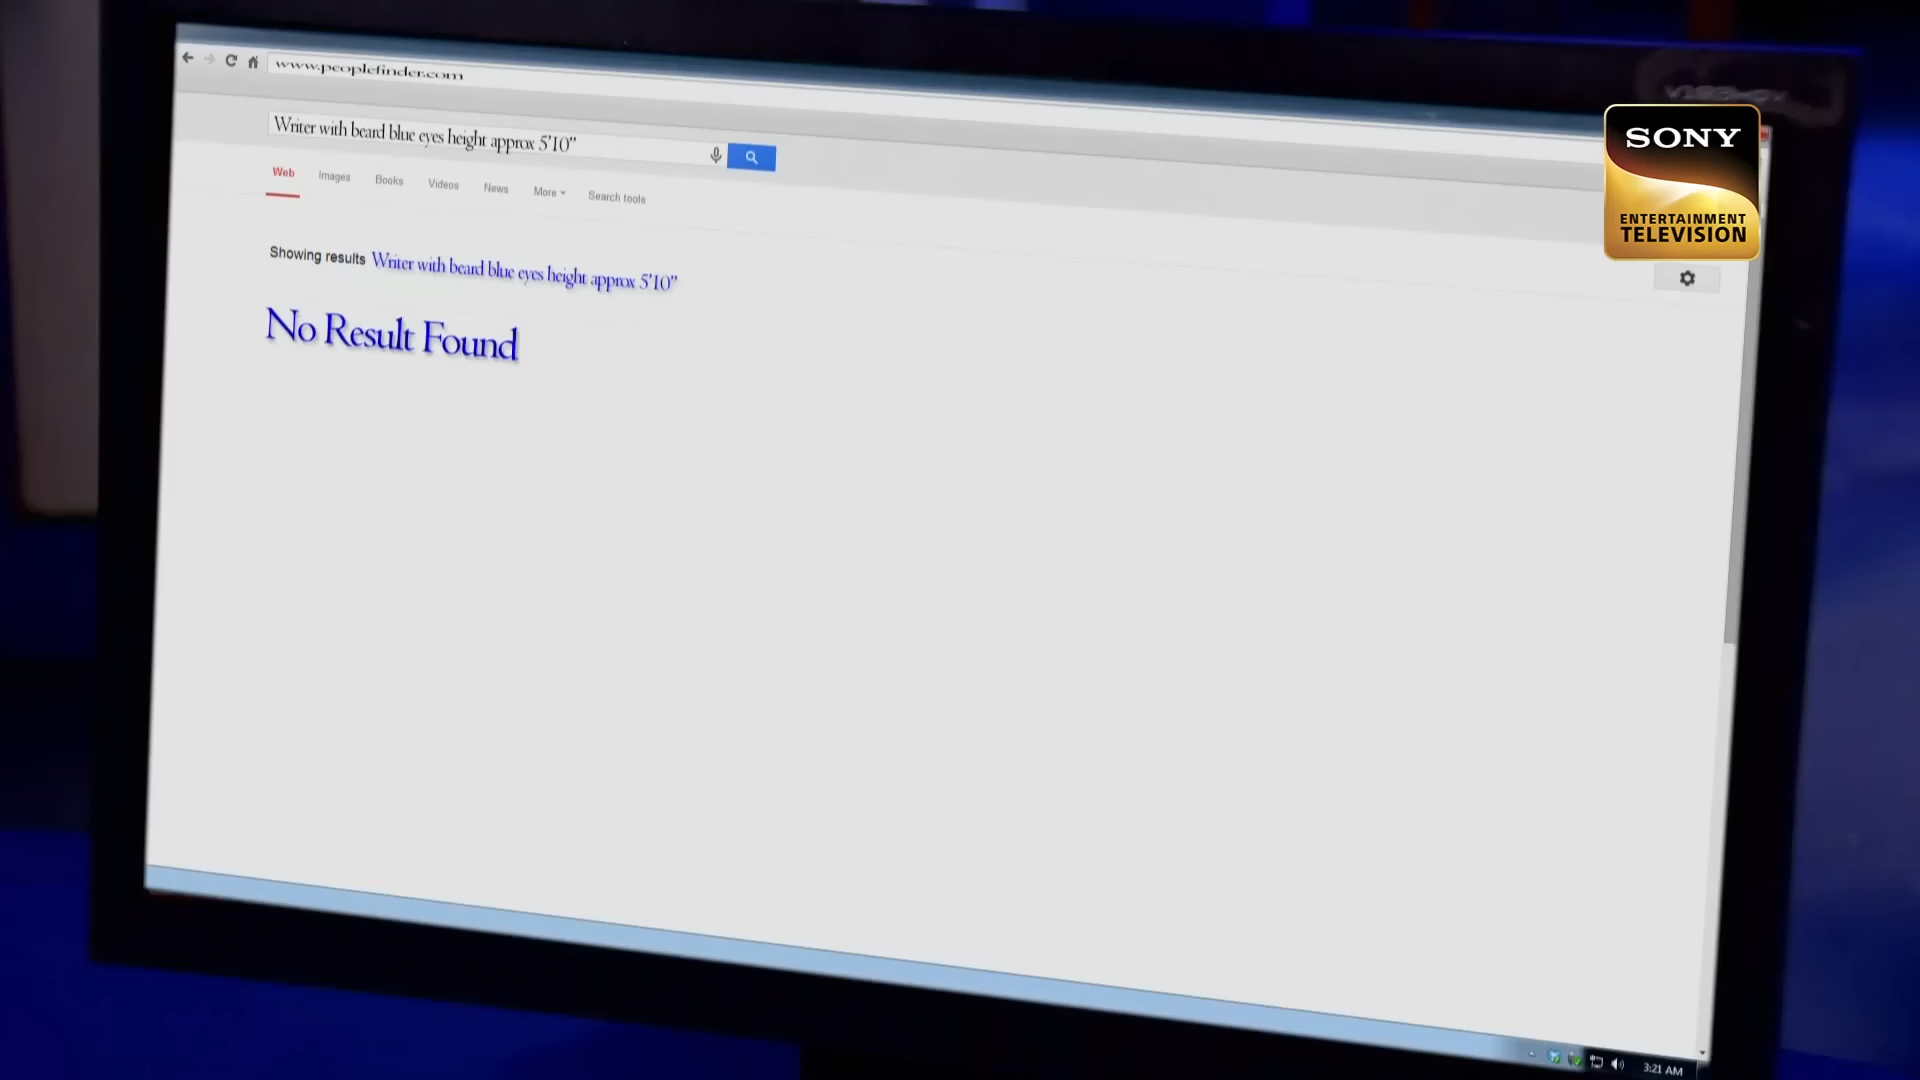 www.peoplefinder.com
Writer with beard blue eyes height approx 5'10"
Web Images Books Videos News More Search tools
Showing results Writer with beard blue eyes height approx 5'10"
No Result Found
SONY
ENTERTAINMENT
TELEVISION
3:21 AM